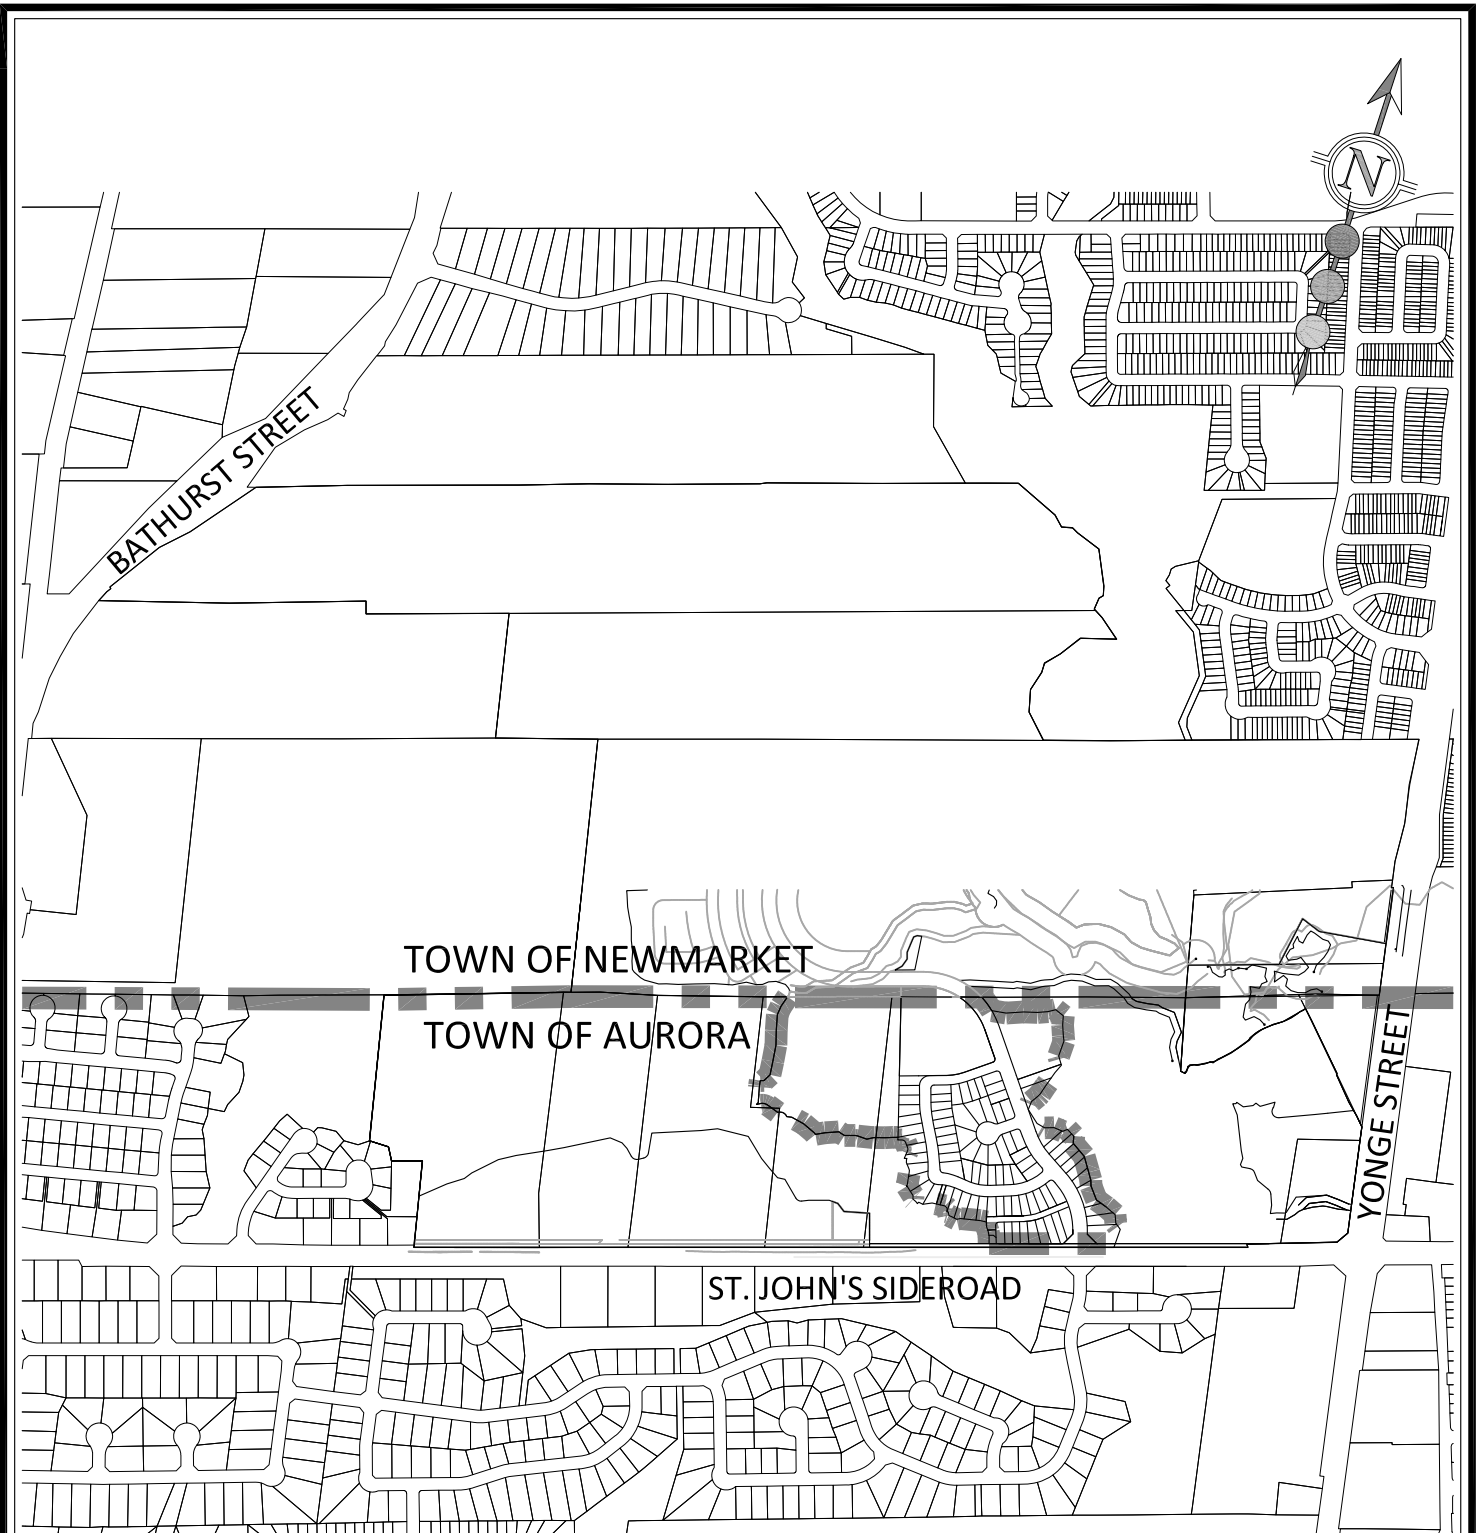 N
BATHURST STREET
TOWN OF NEWMARKET
TOWN OF AURORA
YONGE STREET
ST. JOHN'S SIDEROAD